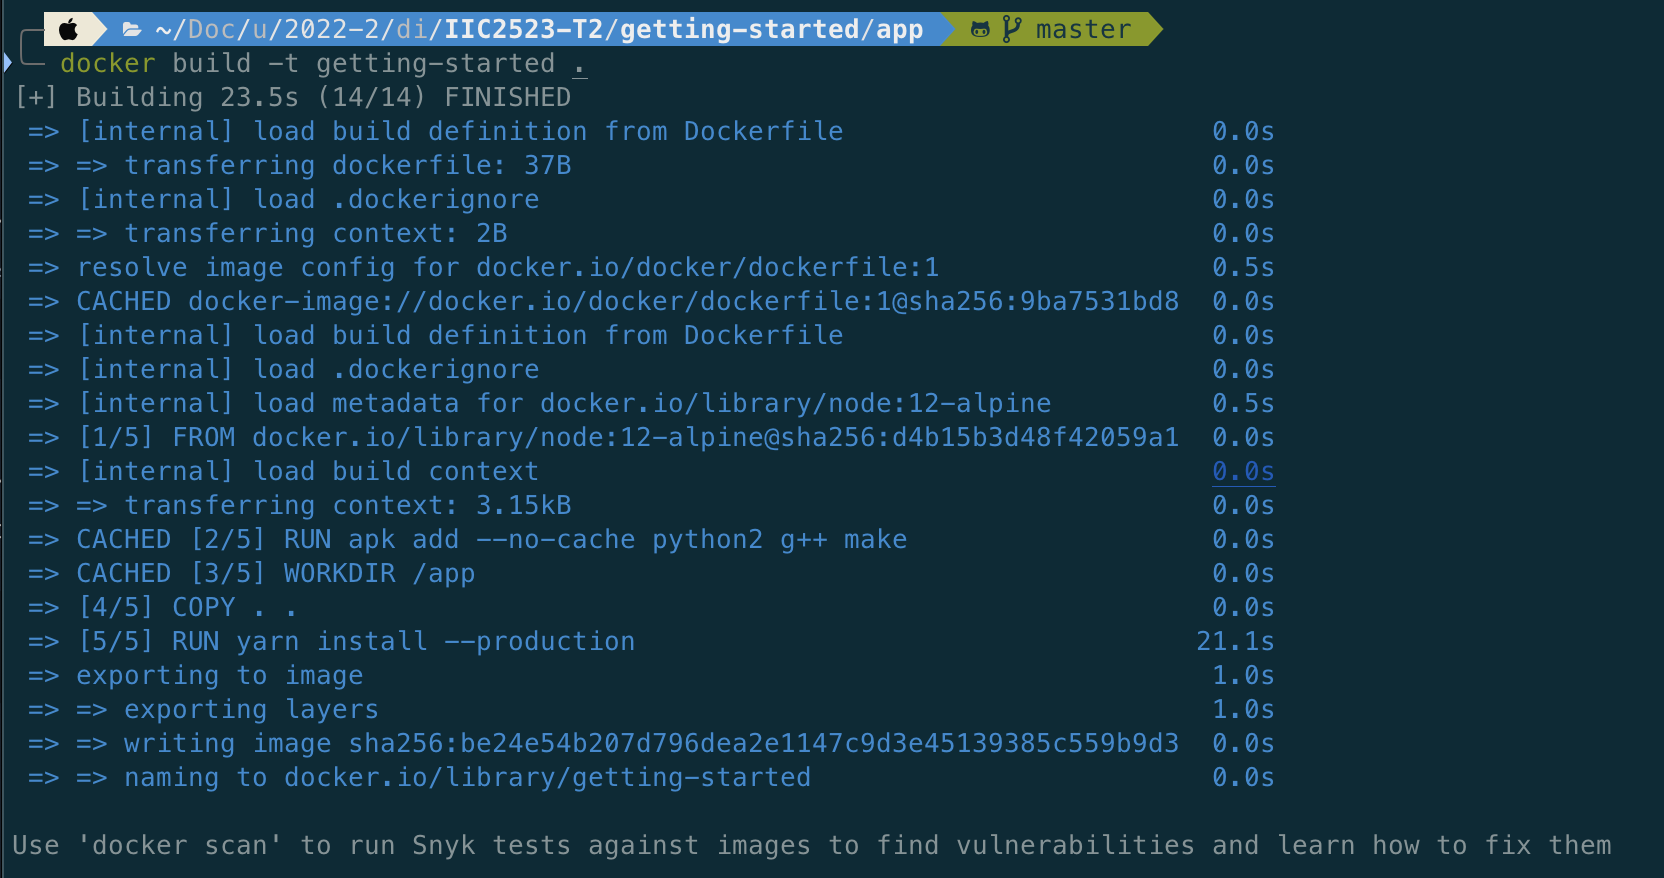 ~/Doc/u/2022-2/di/IIC2523-T2/getting-started/app master
docker build -t getting-started .
[+] Building 23.5s (14/14) FINISHED
=> [internal] load build definition from Dockerfile 0.0s
=> => transferring dockerfile: 37B 0.0s
=> [internal] load .dockerignore 0.0s
=> => transferring context: 2B 0.0s
=> resolve image config for docker.io/docker/dockerfile:1 0.5s
=> CACHED docker-image://docker.io/docker/dockerfile:1@sha256:9ba7531bd8 0.0s
=> [internal] load build definition from Dockerfile 0.0s
=> [internal] load .dockerignore 0.0s
=> [internal] load metadata for docker.io/library/node:12-alpine 0.5s
=> [1/5] FROM docker.io/library/node:12-alpine@sha256:d4b15b3d48f42059a1 0.0s
=> [internal] load build context 0.0s
=> => transferring context: 3.15kB 0.0s
=> CACHED [2/5] RUN apk add --no-cache python2 g++ make 0.0s
=> CACHED [3/5] WORKDIR /app 0.0s
=> [4/5] COPY . . 0.0s
=> [5/5] RUN yarn install --production 21.1s
=> exporting to image 1.0s
=> => exporting layers 1.0s
=> => writing image sha256:be24e54b207d796dea2e1147c9d3e45139385c559b9d3 0.0s
=> => naming to docker.io/library/getting-started 0.0s
Use 'docker scan' to run Snyk tests against images to find vulnerabilities and learn how to fix them